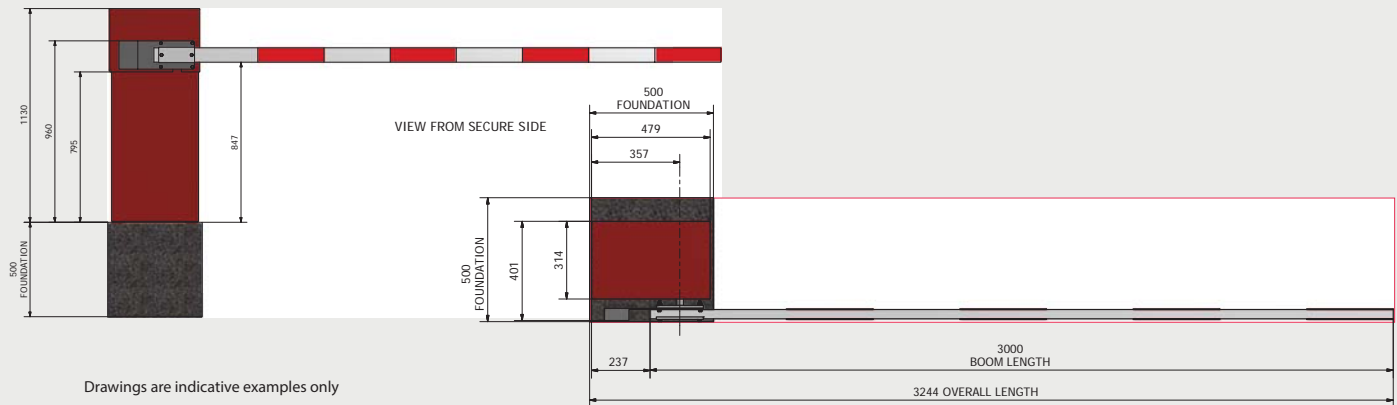 1130
960
795
847
500
FOUNDATION
VIEW FROM SECURE SIDE
500
FOUNDATION
479
357
500
FOUNDATION
401
314
237
3000
BOOM LENGTH
3244 OVERALL LENGTH
Drawings are indicative examples only